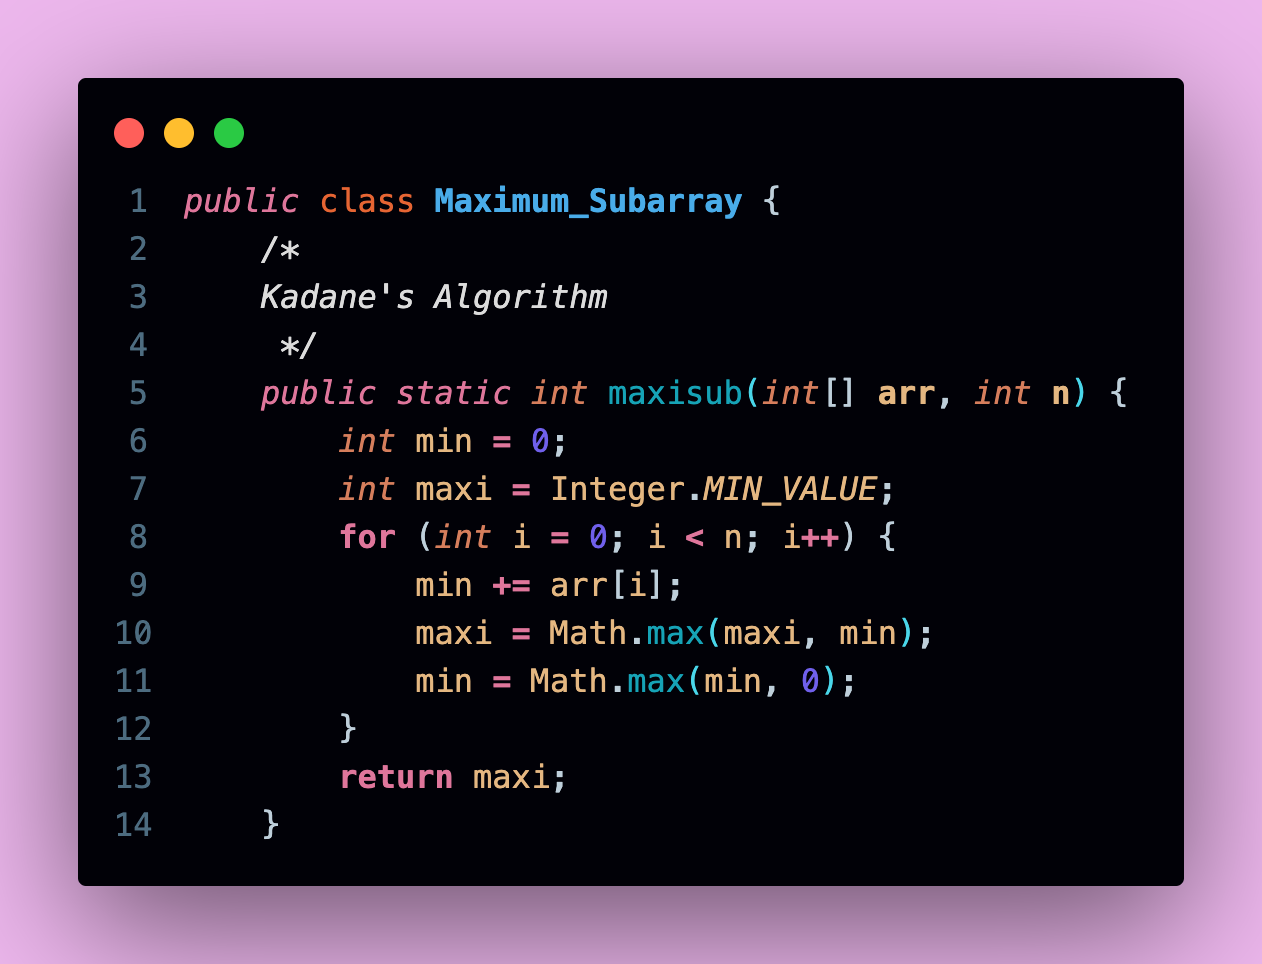 1 public class Maximum_Subarray {
2     /*
3     Kadane's Algorithm
4      */
5     public static int maxisub(int[] arr, int n) {
6         int min = 0;
7         int maxi = Integer.MIN_VALUE;
8         for (int i = 0; i < n; i++) {
9             min += arr[i];
10             maxi = Math.max(maxi, min);
11             min = Math.max(min, 0);
12         }
13         return maxi;
14     }